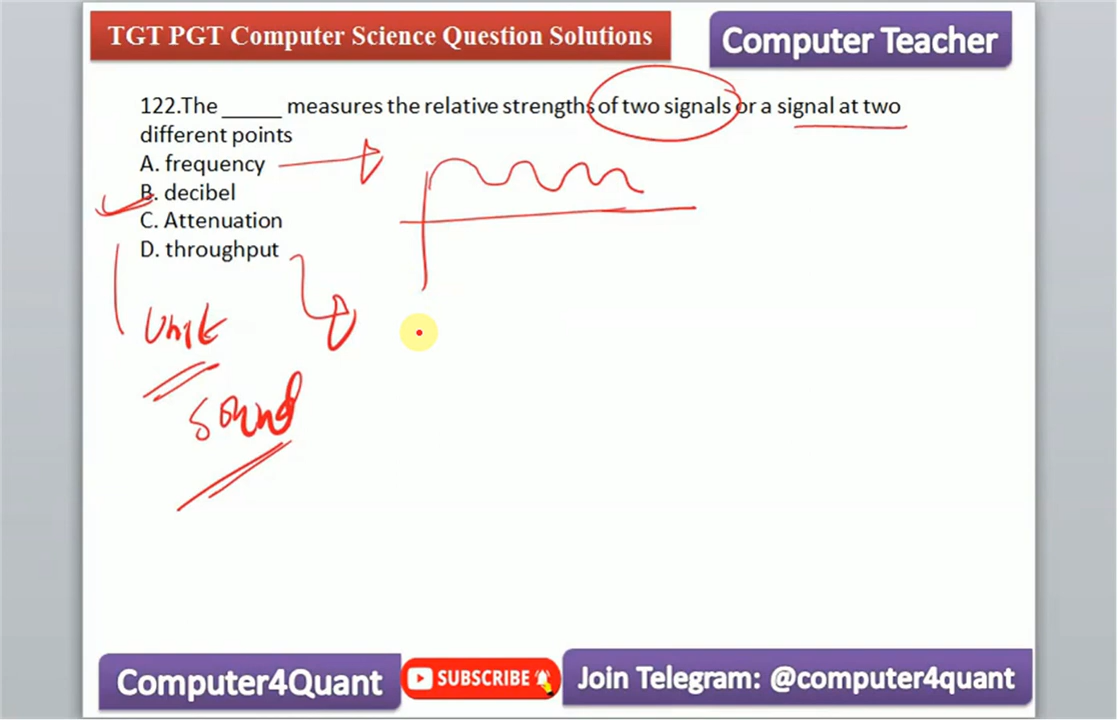 TGT PGT Computer Science Question Solutions
Computer Teacher
122.The _____ measures the relative strengths of two signals or a signal at two
different points
A. frequency
B. decibel
C. Attenuation
D. throughput
Unit
Sound
Computer4Quant
SUBSCRIBE
Join Telegram: @computer4quant